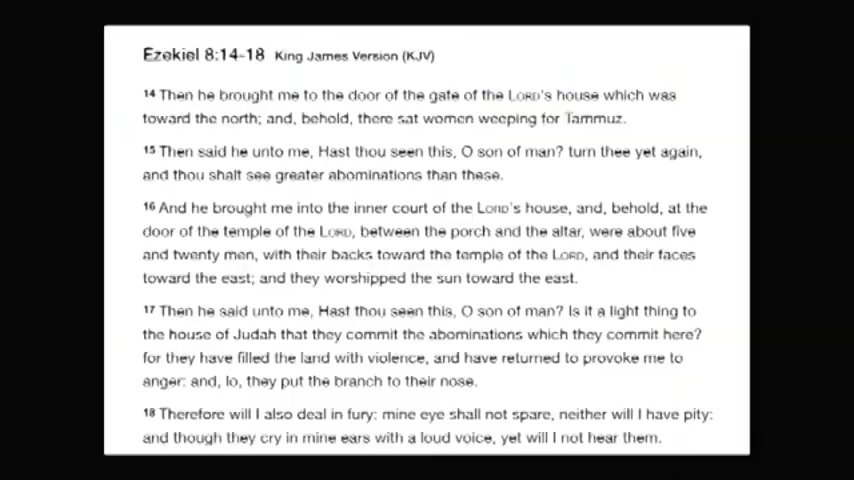 Ezekiel 8:14-18 King James Version (KJV)
14 Then he brought me to the door of the gate of the LORD's house which was
toward the north; and, behold, there sat women weeping for Tammuz.
15 Then said he unto me, Hast thou seen this, O son of man? turn thee yet again,
and thou shalt see greater abominations than these.
16 And he brought me into the inner court of the LORD's house, and, behold, at the
door of the temple of the LORD, between the porch and the altar, were about five
and twenty men, with their backs toward the temple of the LORD, and their faces
toward the east; and they worshipped the sun toward the east.
17 Then he said unto me, Hast thou seen this, O son of man? Is it a light thing to
the house of Judah that they commit the abominations which they commit here?
for they have filled the land with violence, and have returned to provoke me to
anger: and, lo, they put the branch to their nose.
18 Therefore will I also deal in fury: mine eye shall not spare, neither will I have pity:
and though they cry in mine ears with a loud voice, yet will I not hear them.